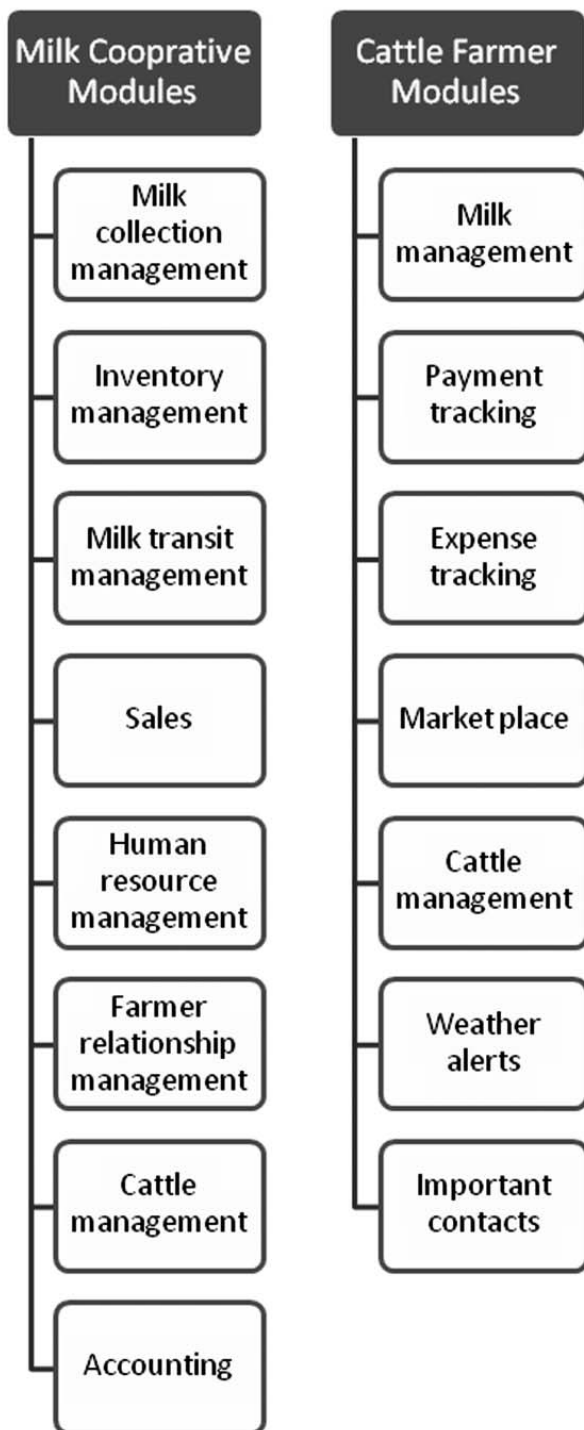 Milk Cooprative
Modules
Milk
collection
management
Inventory
management
Milk transit
management
Sales
Human
resource
management
Farmer
relationship
management
Cattle
management
Accounting
Cattle Farmer
Modules
Milk
management
Payment
tracking
Expense
tracking
Market place
Cattle
management
Weather
alerts
Important
contacts